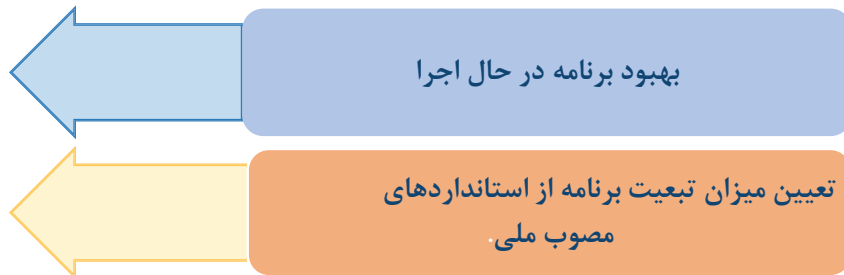 بهبود برنامه در حال اجرا
تعیین میزان تبعیت برنامه از استانداردهای
مصوب ملی.